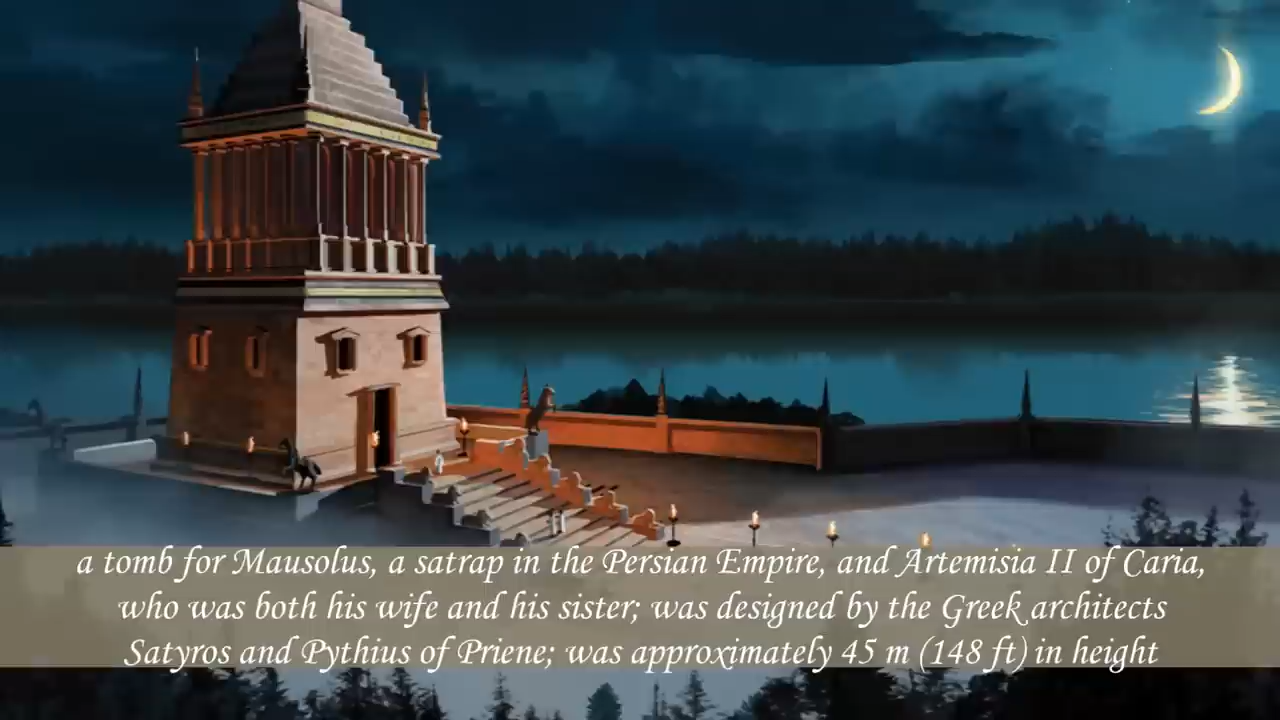 a tomb for Mausolus, a satrap in the Persian Empire, and Artemisia II of Caria,
who was both his wife and his sister; was designed by the Greek architects
Satyros and Pythius of Priene; was approximately 45 m (148 ft) in height